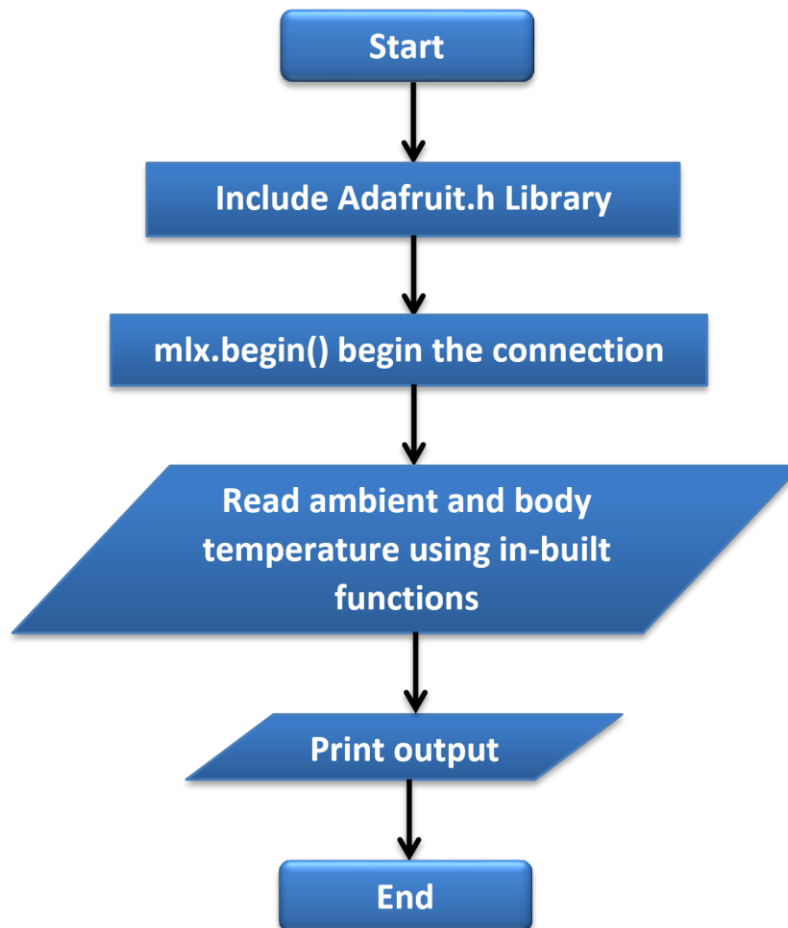 Start
Include Adafruit.h Library
mlx.begin() begin the connection
Read ambient and body
temperature using in-built
functions
Print output
End